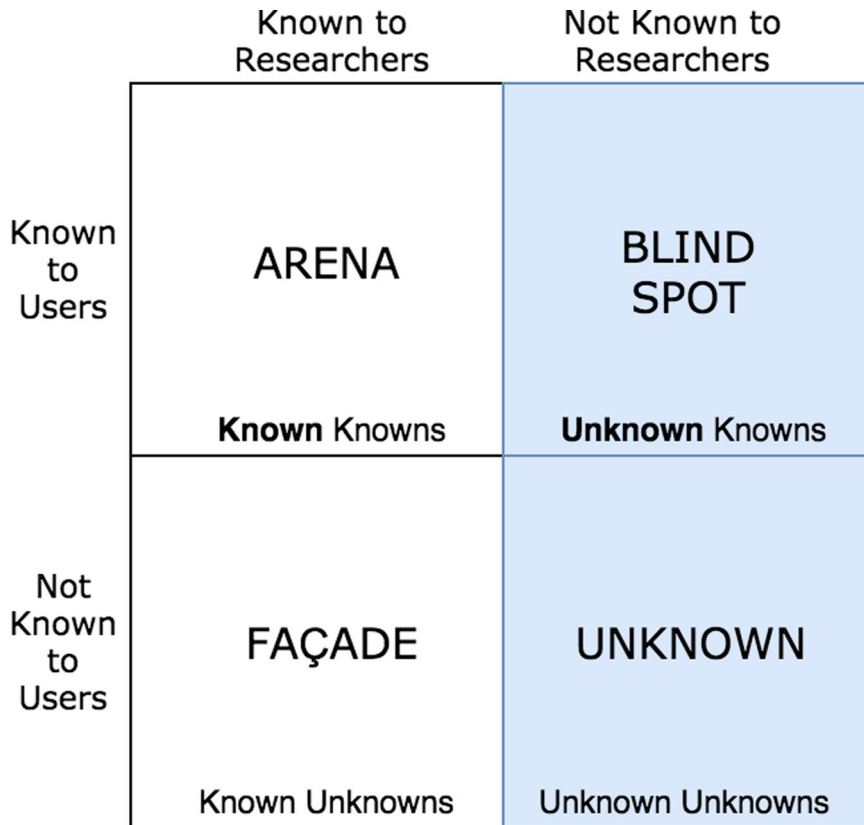 Known to
Researchers
Not Known to
Researchers
Known
to
Users
ARENA
Known Knowns
BLIND
SPOT
Unknown Knowns
Not
Known
to
Users
FAÇADE
Known Unknowns
UNKNOWN
Unknown Unknowns